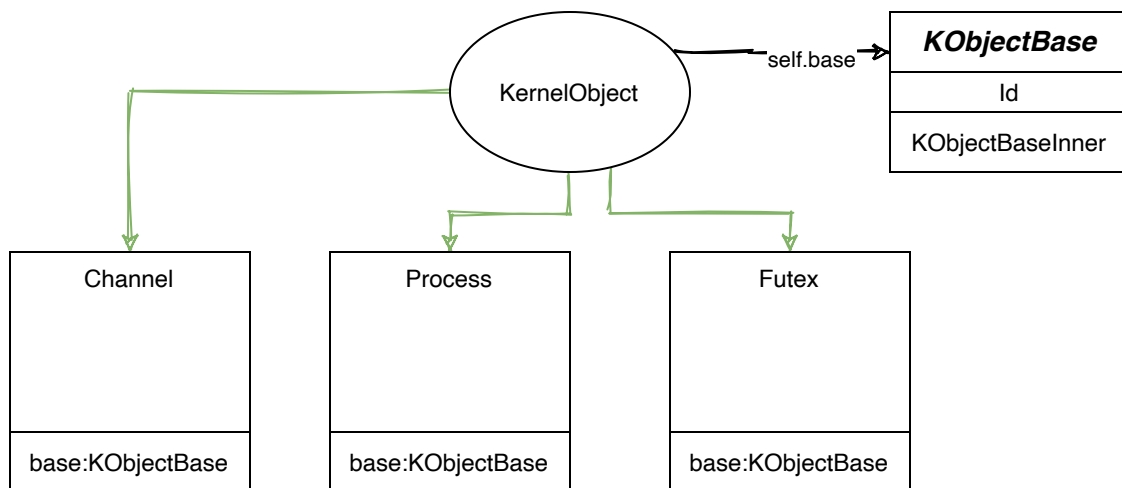 KObjectBase
self.base
KernelObject
Id
KObjectBaseInner
Channel
Process
Futex
base:KObjectBase
base:KObjectBase
base:KObjectBase